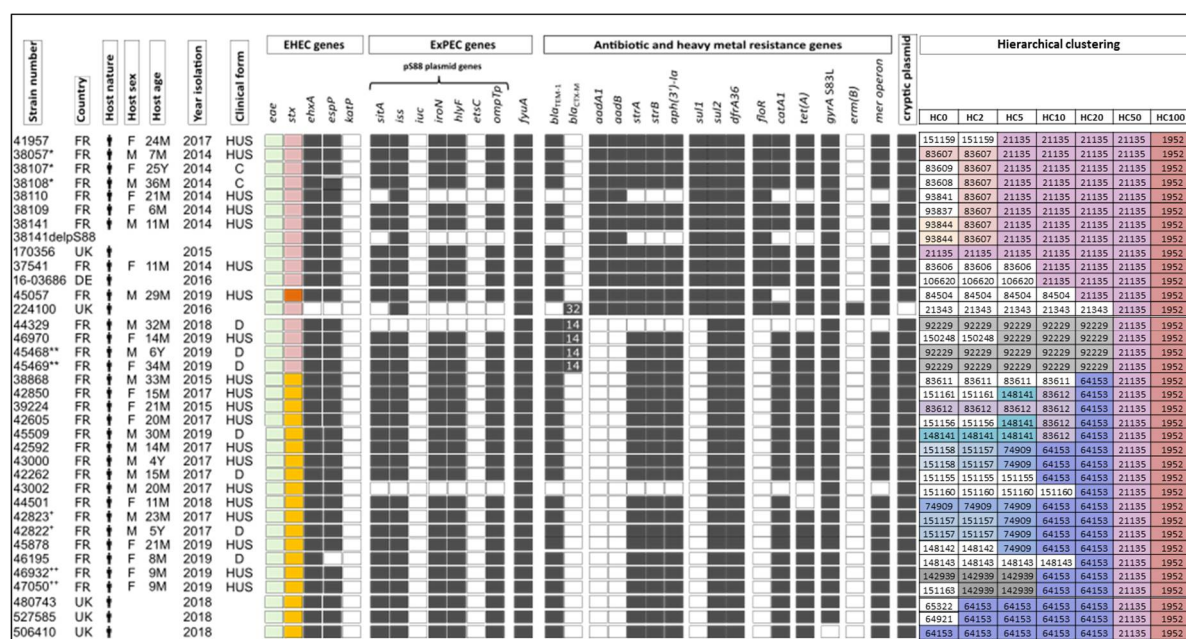 EHEC genes ExPEC genes Antibiotic and heavy metal resistance genes Hierarchical clustering
pS88 plasmid genes
Strain number Country Host nature Host sex Host age Year isolation Clinical form eae stx ehxA espP katP sitA iss iuc iroN hlyF etsC ompTp fyuA blaTEM-1 blaCTX-M aadA1 aadB strA strB aph(3')-Ia sul1 sul2 dfrA36 floR catA1 tet(A) gyrA S83L erm(B) mer operon cryptic plasmid HC0 HC2 HC5 HC10 HC20 HC50 HC100
41957 FR F 24M 2017 HUS 151159 151159 21135 21135 21135 21135 1952
38057* FR M 7M 2014 HUS 83607 83607 21135 21135 21135 21135 1952
38107* FR F 25Y 2014 C 83609 83607 21135 21135 21135 21135 1952
38108* FR M 36M 2014 C 83608 83607 21135 21135 21135 21135 1952
38110 FR F 21M 2014 HUS 93841 83607 21135 21135 21135 21135 1952
38109 FR F 6M 2014 HUS 93837 83607 21135 21135 21135 21135 1952
38141 FR M 11M 2014 HUS 93844 83607 21135 21135 21135 21135 1952
38141delpS88 93844 83607 21135 21135 21135 21135 1952
170356 UK 2015 21135 21135 21135 21135 21135 21135 1952
37541 FR F 11M 2014 HUS 83606 83606 83606 21135 21135 21135 1952
16-03686 DE 2016 106620 106620 106620 21135 21135 21135 1952
45057 FR M 29M 2019 HUS 84504 84504 84504 84504 21135 21135 1952
224100 UK 2016 32 21343 21343 21343 21343 21343 21135 1952
44329 FR M 32M 2018 D 14 92229 92229 92229 92229 92229 21135 1952
46970 FR F 14M 2019 HUS 14 150248 150248 92229 92229 92229 21135 1952
45468** FR M 6Y 2019 D 14 92229 92229 92229 92229 92229 21135 1952
45469** FR F 34M 2019 D 14 92229 92229 92229 92229 92229 21135 1952
38868 FR M 33M 2015 HUS 83611 83611 83611 83611 64153 21135 1952
42850 FR F 15M 2017 HUS 151161 151161 148141 83612 64153 21135 1952
39224 FR F 21M 2015 HUS 83612 83612 83612 83612 64153 21135 1952
42605 FR F 20M 2017 HUS 151156 151156 148141 83612 64153 21135 1952
45509 FR M 30M 2019 D 148141 148141 148141 83612 64153 21135 1952
42592 FR M 14M 2017 HUS 151158 151157 74909 64153 64153 21135 1952
43000 FR M 4Y 2017 HUS 151158 151157 74909 64153 64153 21135 1952
42262 FR M 15M 2017 D 151155 151155 151155 64153 64153 21135 1952
43002 FR M 20M 2017 HUS 151160 151160 151160 151160 64153 21135 1952
44501 FR F 11M 2018 HUS 74909 74909 74909 64153 64153 21135 1952
42823+ FR M 23M 2017 HUS 151157 151157 74909 64153 64153 21135 1952
42822+ FR M 5Y 2017 D 151157 151157 74909 64153 64153 21135 1952
45878 FR F 21M 2019 HUS 148142 148142 74909 64153 64153 21135 1952
46195 FR F 8M 2019 D 148143 148143 148143 148143 64153 21135 1952
46932++ FR F 9M 2019 HUS 142939 142939 142939 64153 64153 21135 1952
47050++ FR F 9M 2019 HUS 151163 142939 142939 64153 64153 21135 1952
480743 UK 2018 65322 64153 64153 64153 64153 21135 1952
527585 UK 2018 64921 64153 64153 64153 64153 21135 1952
506410 UK 2018 64153 64153 64153 64153 64153 21135 1952